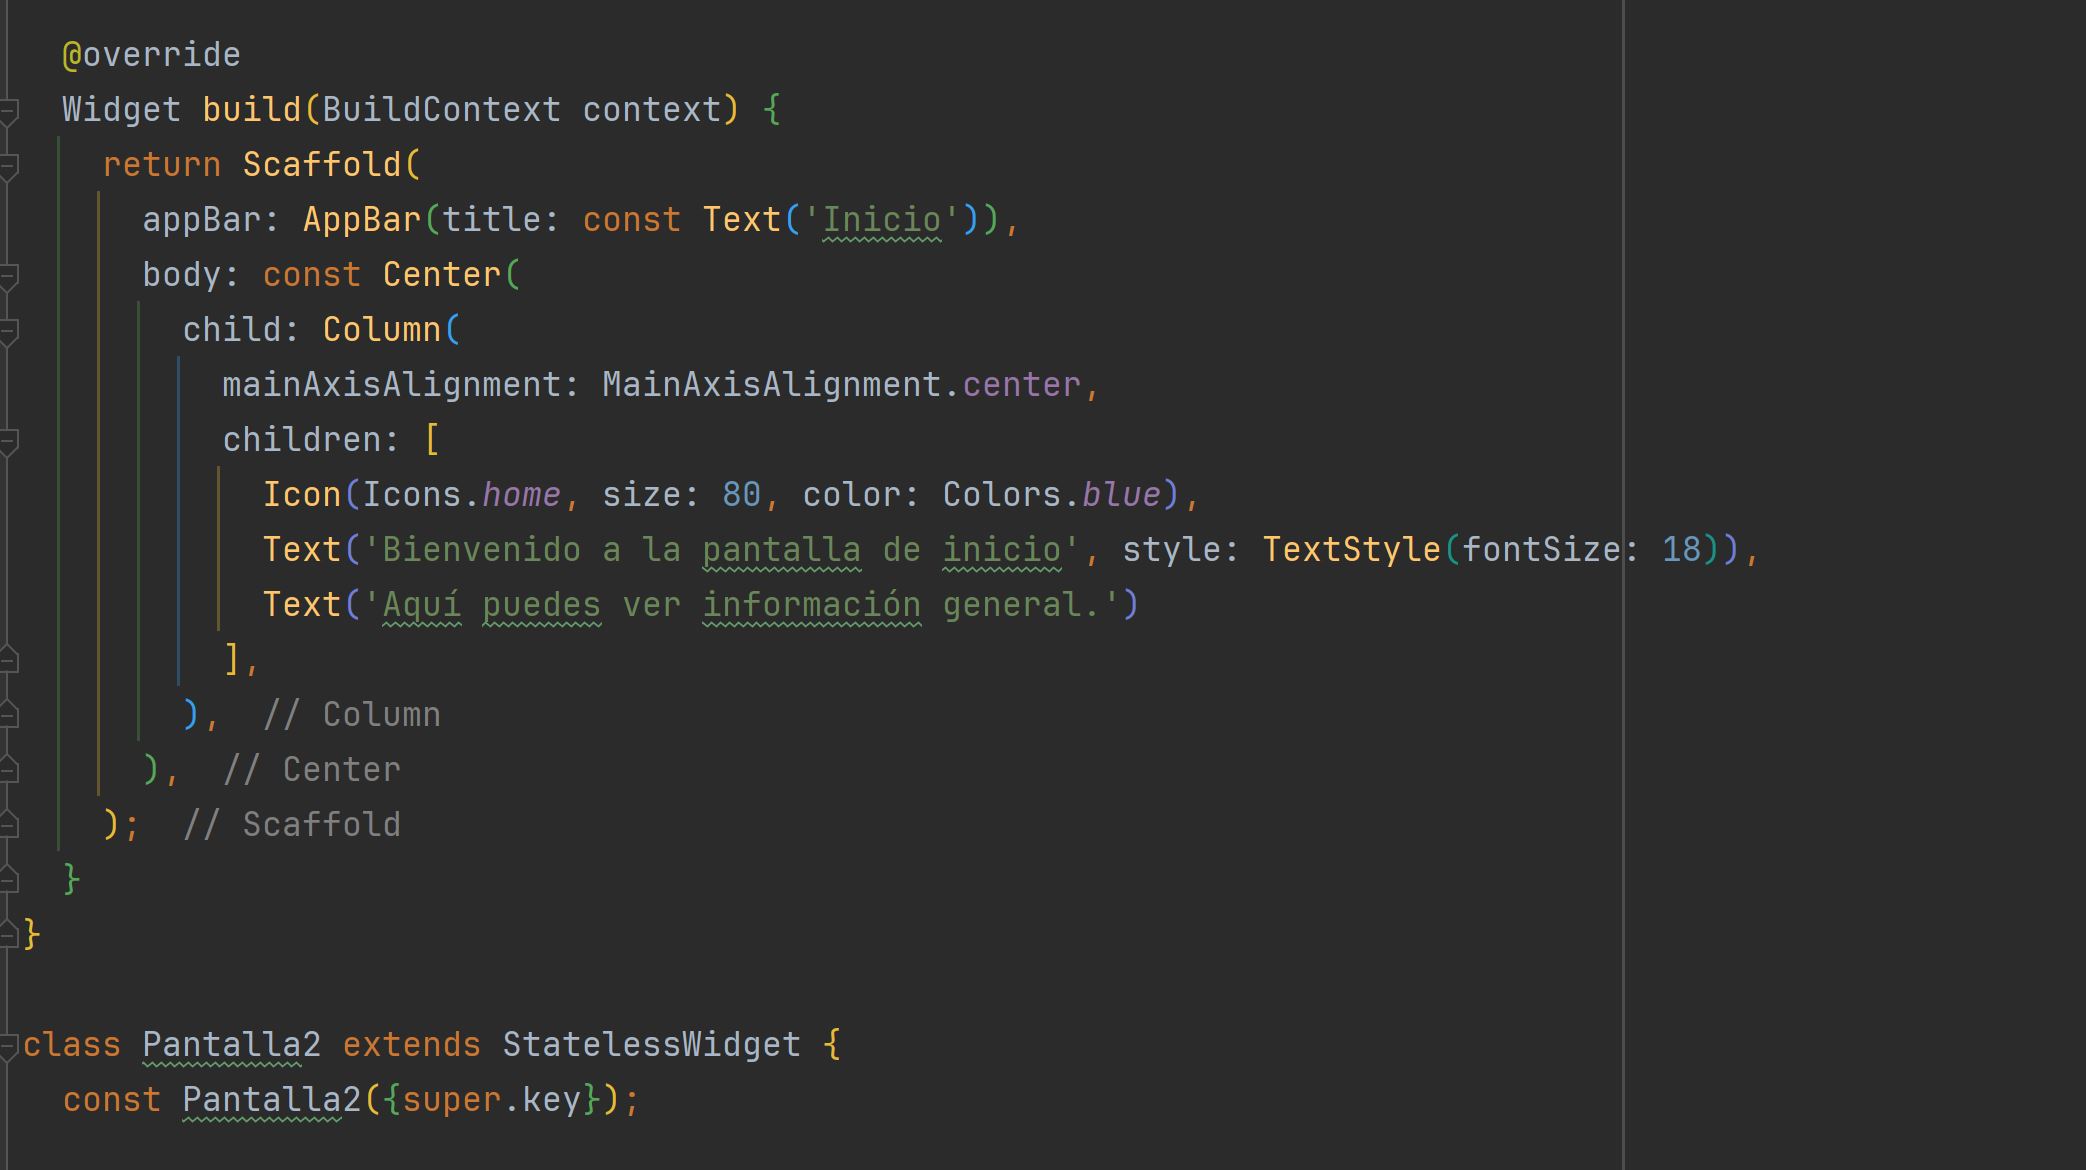 @override
Widget build(BuildContext context) {
return Scaffold(
appBar: AppBar(title: const Text('Inicio')),
body: const Center(
child: Column(
mainAxisAlignment: MainAxisAlignment.center,
children: [
Icon(Icons.home, size: 80, color: Colors.blue),
Text('Bienvenido a la pantalla de inicio', style: TextStyle(fontSize: 18)),
Text('Aquí puedes ver información general.')
],
), // Column
), // Center
); // Scaffold
}
}
class Pantalla2 extends StatelessWidget {
const Pantalla2({super.key});